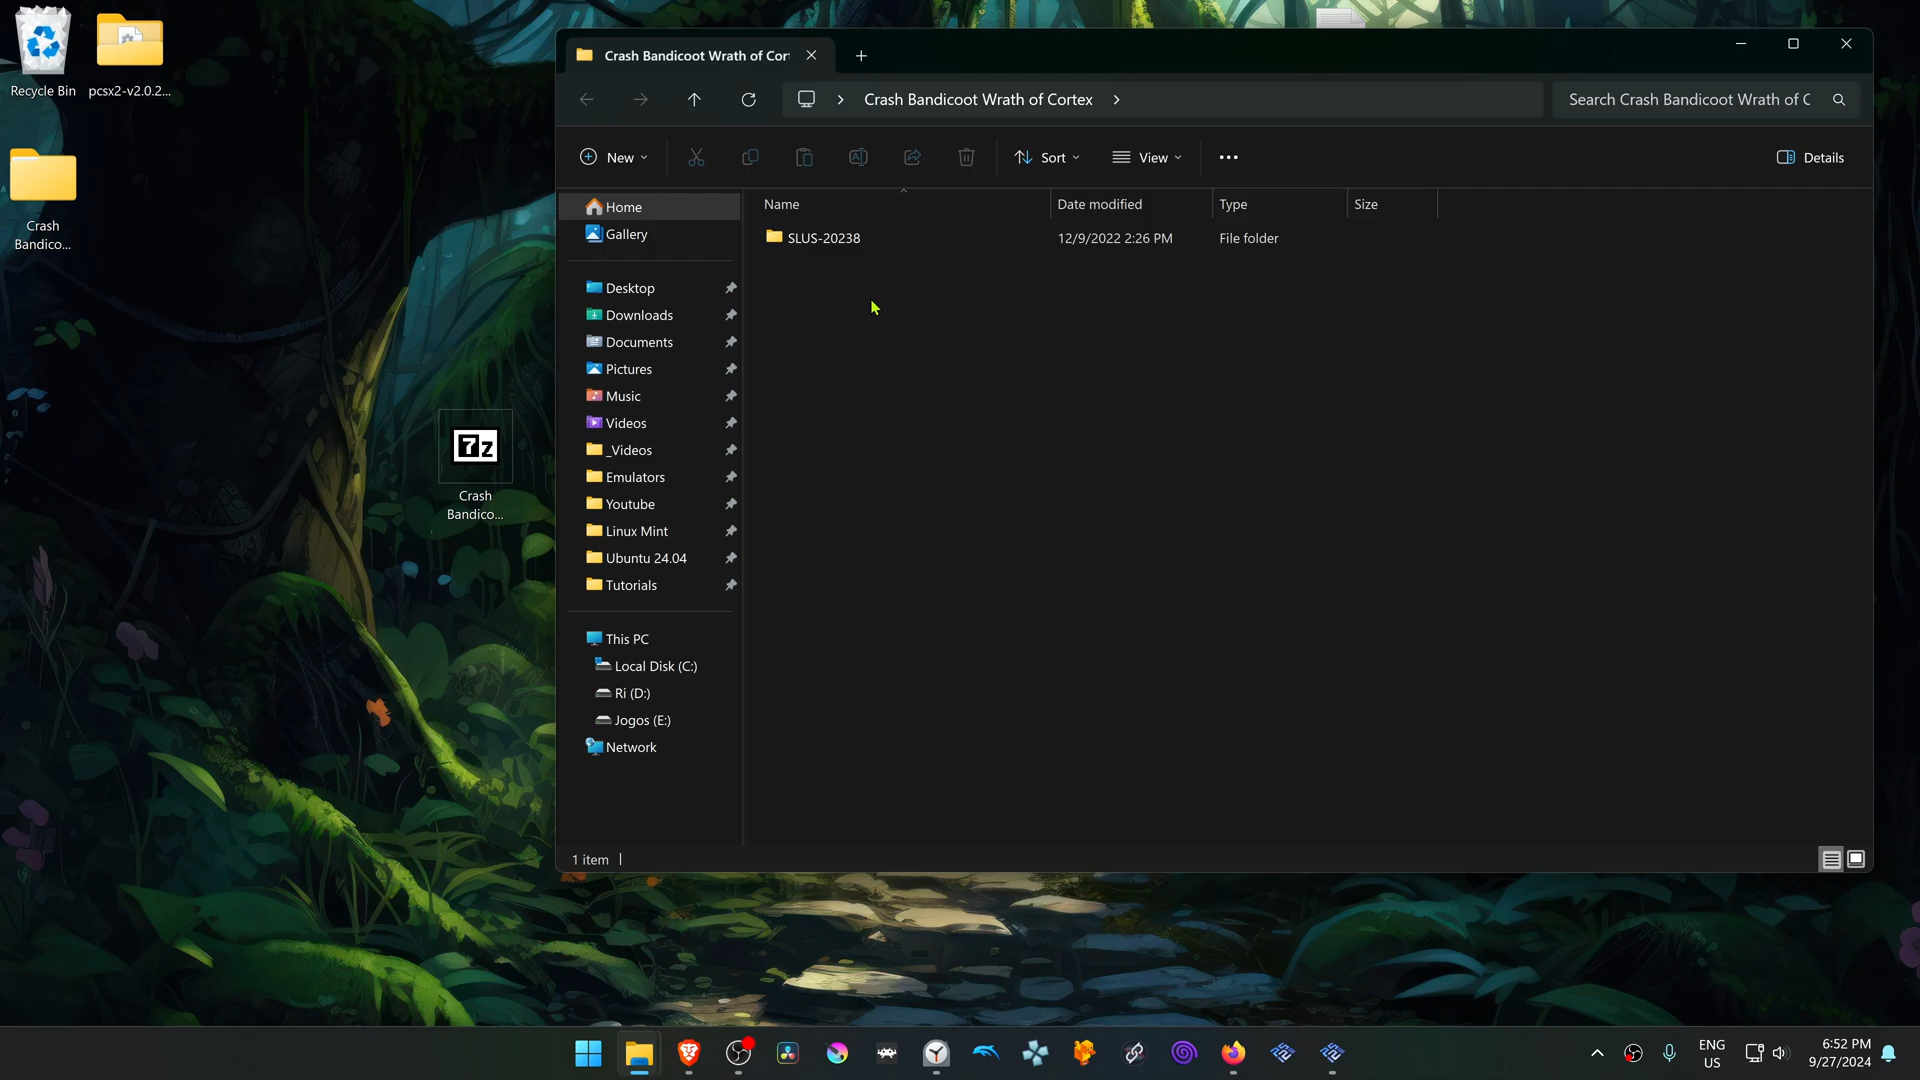 Recycle Bin
pcsx2-v2.0.2...
Crash
Bandico...
7z
Crash
Bandico...
Crash Bandicoot Wrath of Cor
Crash Bandicoot Wrath of Cortex
Search Crash Bandicoot Wrath of C
New
Sort
View
Details
Name
Date modified
Type
Size
SLUS-20238
12/9/2022 2:26 PM
File folder
Home
Gallery
Desktop
Downloads
Documents
Pictures
Music
Videos
_Videos
Emulators
Youtube
Linux Mint
Ubuntu 24.04
Tutorials
This PC
Local Disk (C:)
Ri (D:)
Jogos (E:)
Network
1 item
ENG
US
6:52 PM
9/27/2024